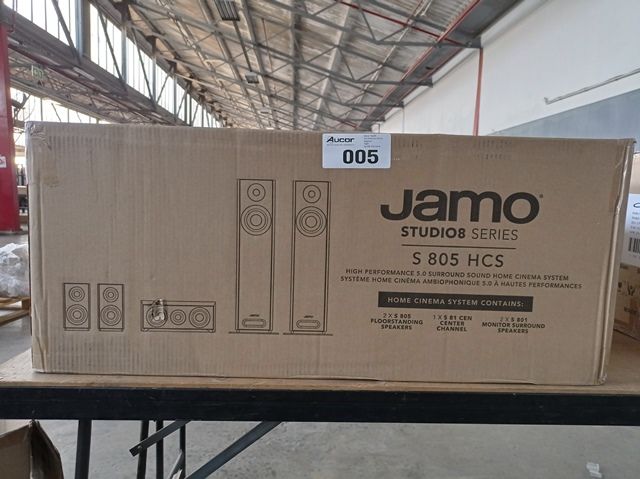 Aucor
005
Jamo
STUDIO8 SERIES
S 805 HCS
HIGH PERFORMANCE 5.0 SURROUND SOUND HOME CINEMA SYSTEM
SYSTÈME HOME CINÉMA AMBIOPHONIQUE 5.0 À HAUTES PERFORMANCES
HOME CINEMA SYSTEM CONTAINS:
2 X S 805
FLOORSTANDING
SPEAKERS
1 X S 81 CEN
CENTER
CHANNEL
2 X S 801
MONITOR SURROUND
SPEAKERS